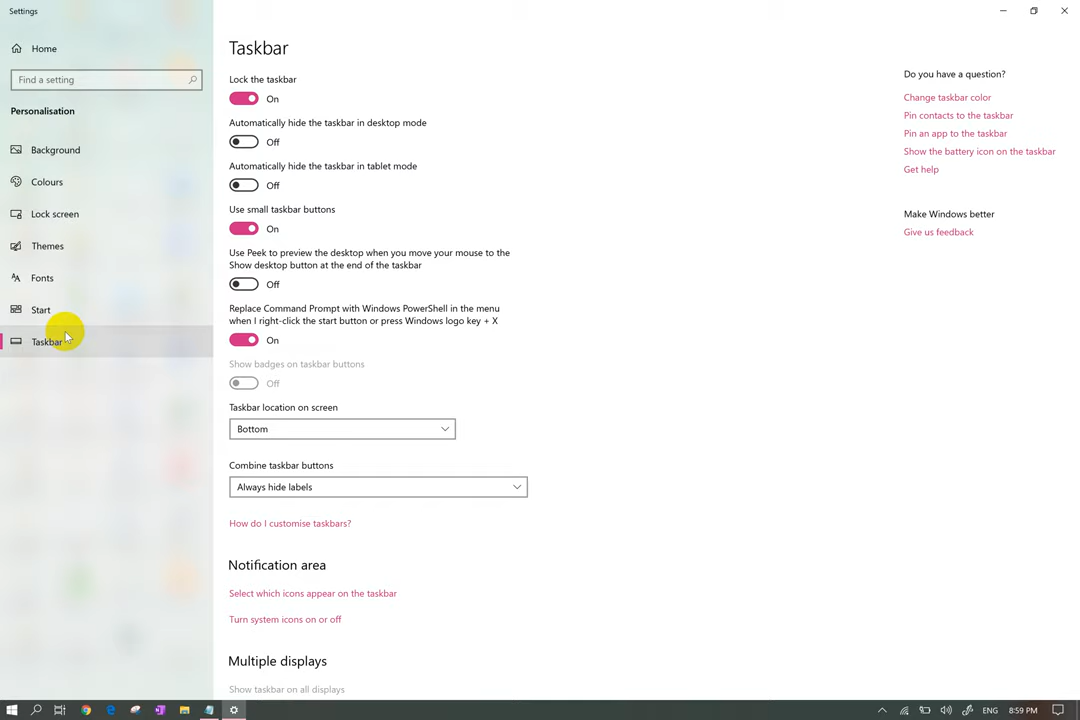 Settings
Home
Find a setting
Personalisation
Background
Colours
Lock screen
Themes
Fonts
Start
Taskbar
Taskbar
Lock the taskbar
On
Automatically hide the taskbar in desktop mode
Off
Automatically hide the taskbar in tablet mode
Off
Use small taskbar buttons
On
Use Peek to preview the desktop when you move your mouse to the
Show desktop button at the end of the taskbar
Off
Replace Command Prompt with Windows PowerShell in the menu
when I right-click the start button or press Windows logo key + X
On
Show badges on taskbar buttons
Off
Taskbar location on screen
Bottom
Combine taskbar buttons
Always hide labels
How do I customise taskbars?
Notification area
Select which icons appear on the taskbar
Turn system icons on or off
Multiple displays
Show taskbar on all displays
Do you have a question?
Change taskbar color
Pin contacts to the taskbar
Pin an app to the taskbar
Show the battery icon on the taskbar
Get help
Make Windows better
Give us feedback
ENG
8:59 PM